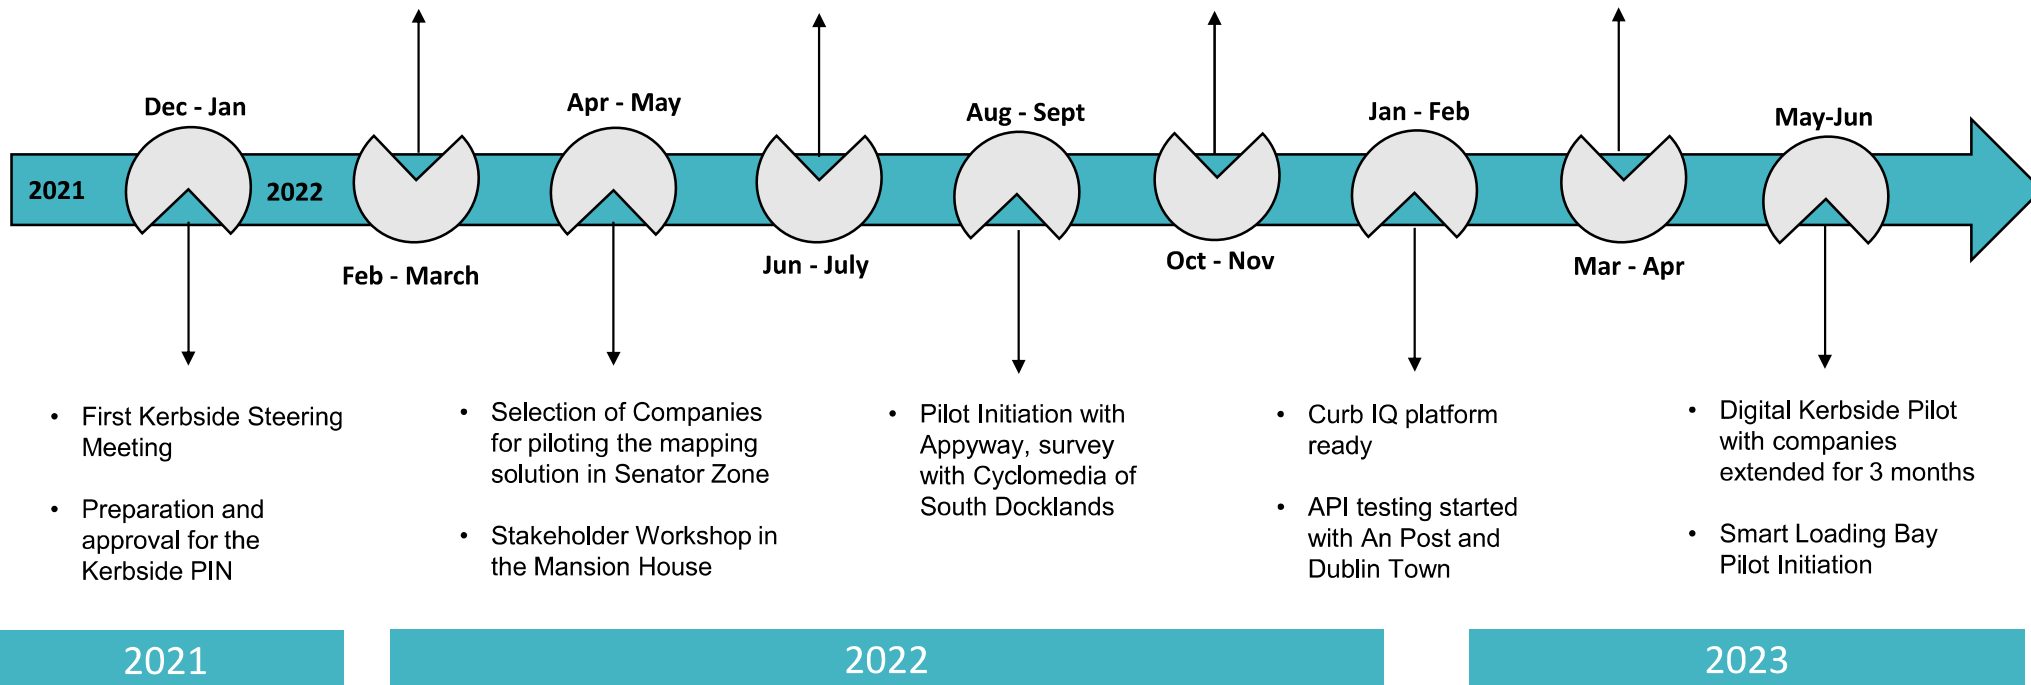 Dec - Jan
Apr - May
Aug - Sept
Jan - Feb
May-Jun
2021
2022
Feb - March
Jun - July
Oct - Nov
Mar - Apr
• First Kerbside Steering
Meeting
• Preparation and
approval for the
Kerbside PIN
• Selection of Companies
for piloting the mapping
solution in Senator Zone
• Stakeholder Workshop in
the Mansion House
• Pilot Initiation with
Appyway, survey
with Cyclomedia of
South Docklands
• Curb IQ platform
ready
• API testing started
with An Post and
Dublin Town
• Digital Kerbside Pilot
with companies
extended for 3 months
• Smart Loading Bay
Pilot Initiation
2021
2022
2023